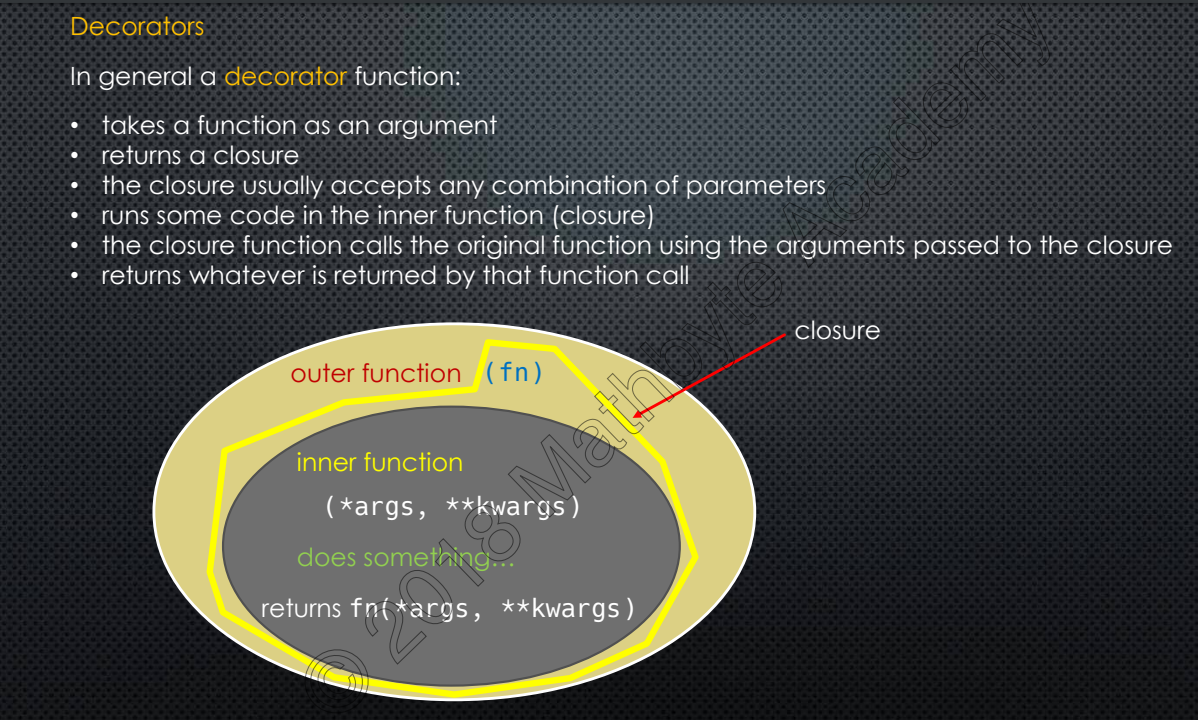 Decorators
In general a decorator function:
• takes a function as an argument
• returns a closure
• the closure usually accepts any combination of parameters
• runs some code in the inner function (closure)
• the closure function calls the original function using the arguments passed to the closure
• returns whatever is returned by that function call
closure
outer function (fn)
inner function
(*args, **kwargs)
does something…
returns fn(*args, **kwargs)
© 2018 MathByte Academy